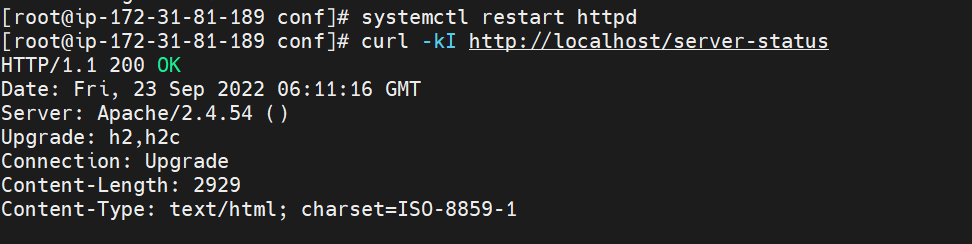 [root@ip-172-31-81-189 conf]# systemctl restart httpd
[root@ip-172-31-81-189 conf]# curl -kI http://localhost/server-status
HTTP/1.1 200 OK
Date: Fri, 23 Sep 2022 06:11:16 GMT
Server: Apache/2.4.54 ()
Upgrade: h2,h2c
Connection: Upgrade
Content-Length: 2929
Content-Type: text/html; charset=ISO-8859-1